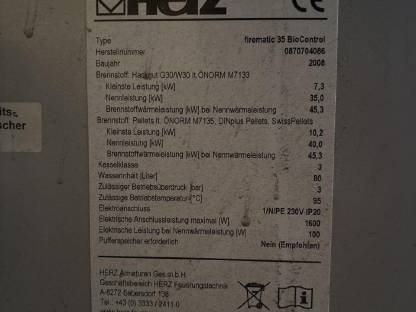 HERZ CE
Type firematic 35 BioControl
Herstellnummer 0870704086
Baujahr 2008
Brennstoff: Hackgut G30/W30 lt. ÖNORM M7133
Kleinste Leistung [kW] 7,3
Nennleistung [kW] 35,0
Brennstoffwärmeleistung [kW] bei Nennwärmeleistung 45,3
Brennstoff: Pellets lt. ÖNORM M7135, DINplus Pellets, SwissPellets
Kleinste Leistung [kW] 10,2
Nennleistung [kW] 40,0
Brennstoffwärmeleistung [kW] bei Nennwärmeleistung 45,3
Kesselklasse 3
Wasserinhalt [Liter] 80
Zulässiger Betriebsüberdruck [bar] 3
Zulässige Betriebstemperatur [°C] 95
Elektroanschluss 1/N/PE 230V IP20
Elektrische Anschlussleistung maximal [W] 1600
Elektrische Leistung bei Nennwärmeleistung [W] 100
Pufferspeicher erforderlich Nein (Empfohlen)
HERZ Armaturen Ges.m.b.H.
Geschäftsbereich HERZ Feuerungstechnik
A-8272 Sebersdorf 138
Tel.: +43 (0) 3333 / 2411-0
its-
scher